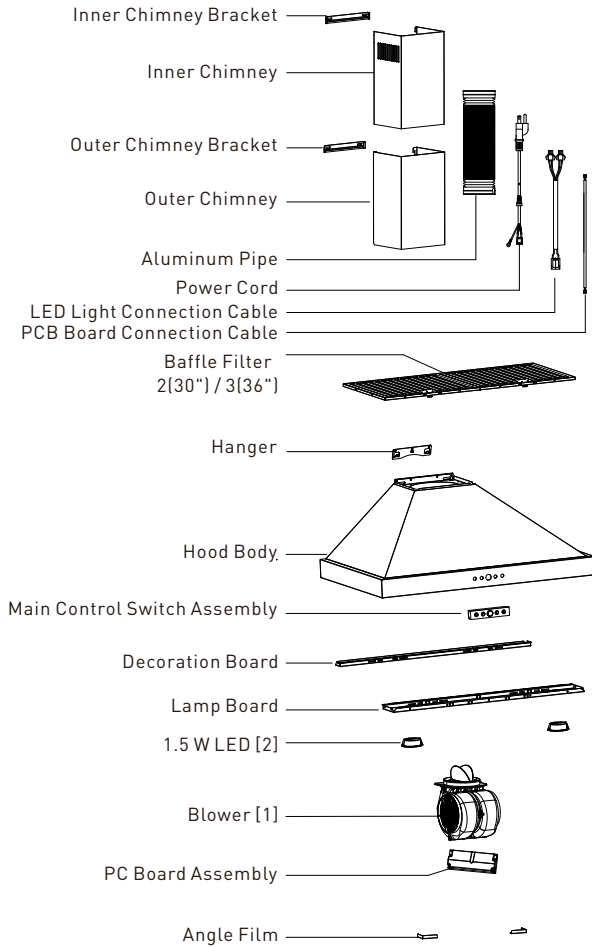 Inner Chimney Bracket
Inner Chimney
Outer Chimney Bracket
Outer Chimney
Aluminum Pipe
Power Cord
LED Light Connection Cable
PCB Board Connection Cable
Baffle Filter
2(30") / 3(36")
Hanger
Hood Body
Main Control Switch Assembly
Decoration Board
Lamp Board
1.5 W LED [2]
Blower [1]
PC Board Assembly
Angle Film